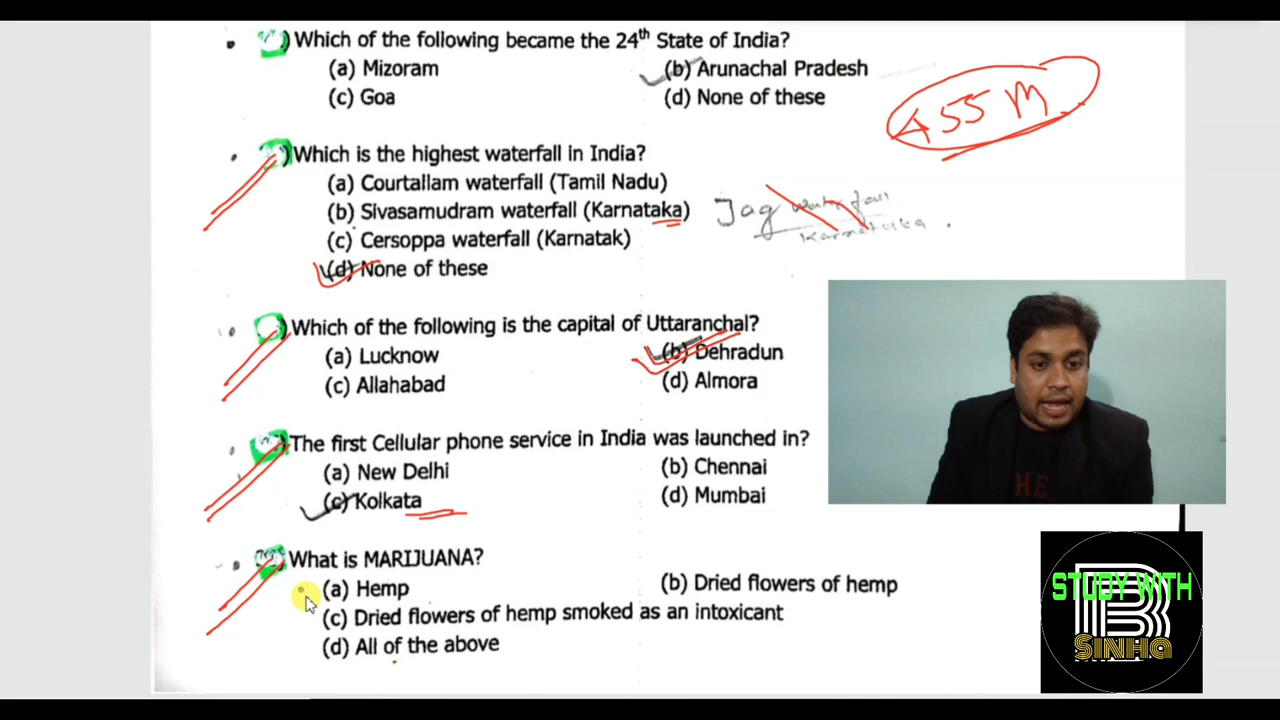 Which of the following became the 24th State of India?
(a) Mizoram (b) Arunachal Pradesh
(c) Goa (d) None of these
455 M
Which is the highest waterfall in India?
(a) Courtallam waterfall (Tamil Nadu)
(b) Sivasamudram waterfall (Karnataka)
Jag Waterfall
Karnataka.
(c) Cersoppa waterfall (Karnatak)
(d) None of these
Which of the following is the capital of Uttaranchal?
(a) Lucknow (b) Dehradun
(c) Allahabad (d) Almora
The first Cellular phone service in India was launched in?
(a) New Delhi (b) Chennai
(c) Kolkata (d) Mumbai
HE
What is MARIJUANA?
(a) Hemp (b) Dried flowers of hemp
(c) Dried flowers of hemp smoked as an intoxicant
(d) All of the above
STUDY WITH
B
SINHA